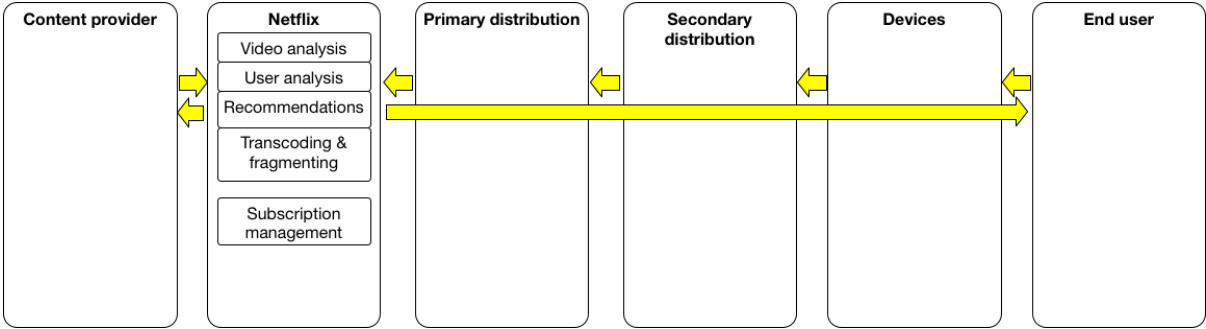 Content provider
Netflix
Video analysis
User analysis
Recommendations
Transcoding &
fragmenting
Subscription
management
Primary distribution
Secondary
distribution
Devices
End user